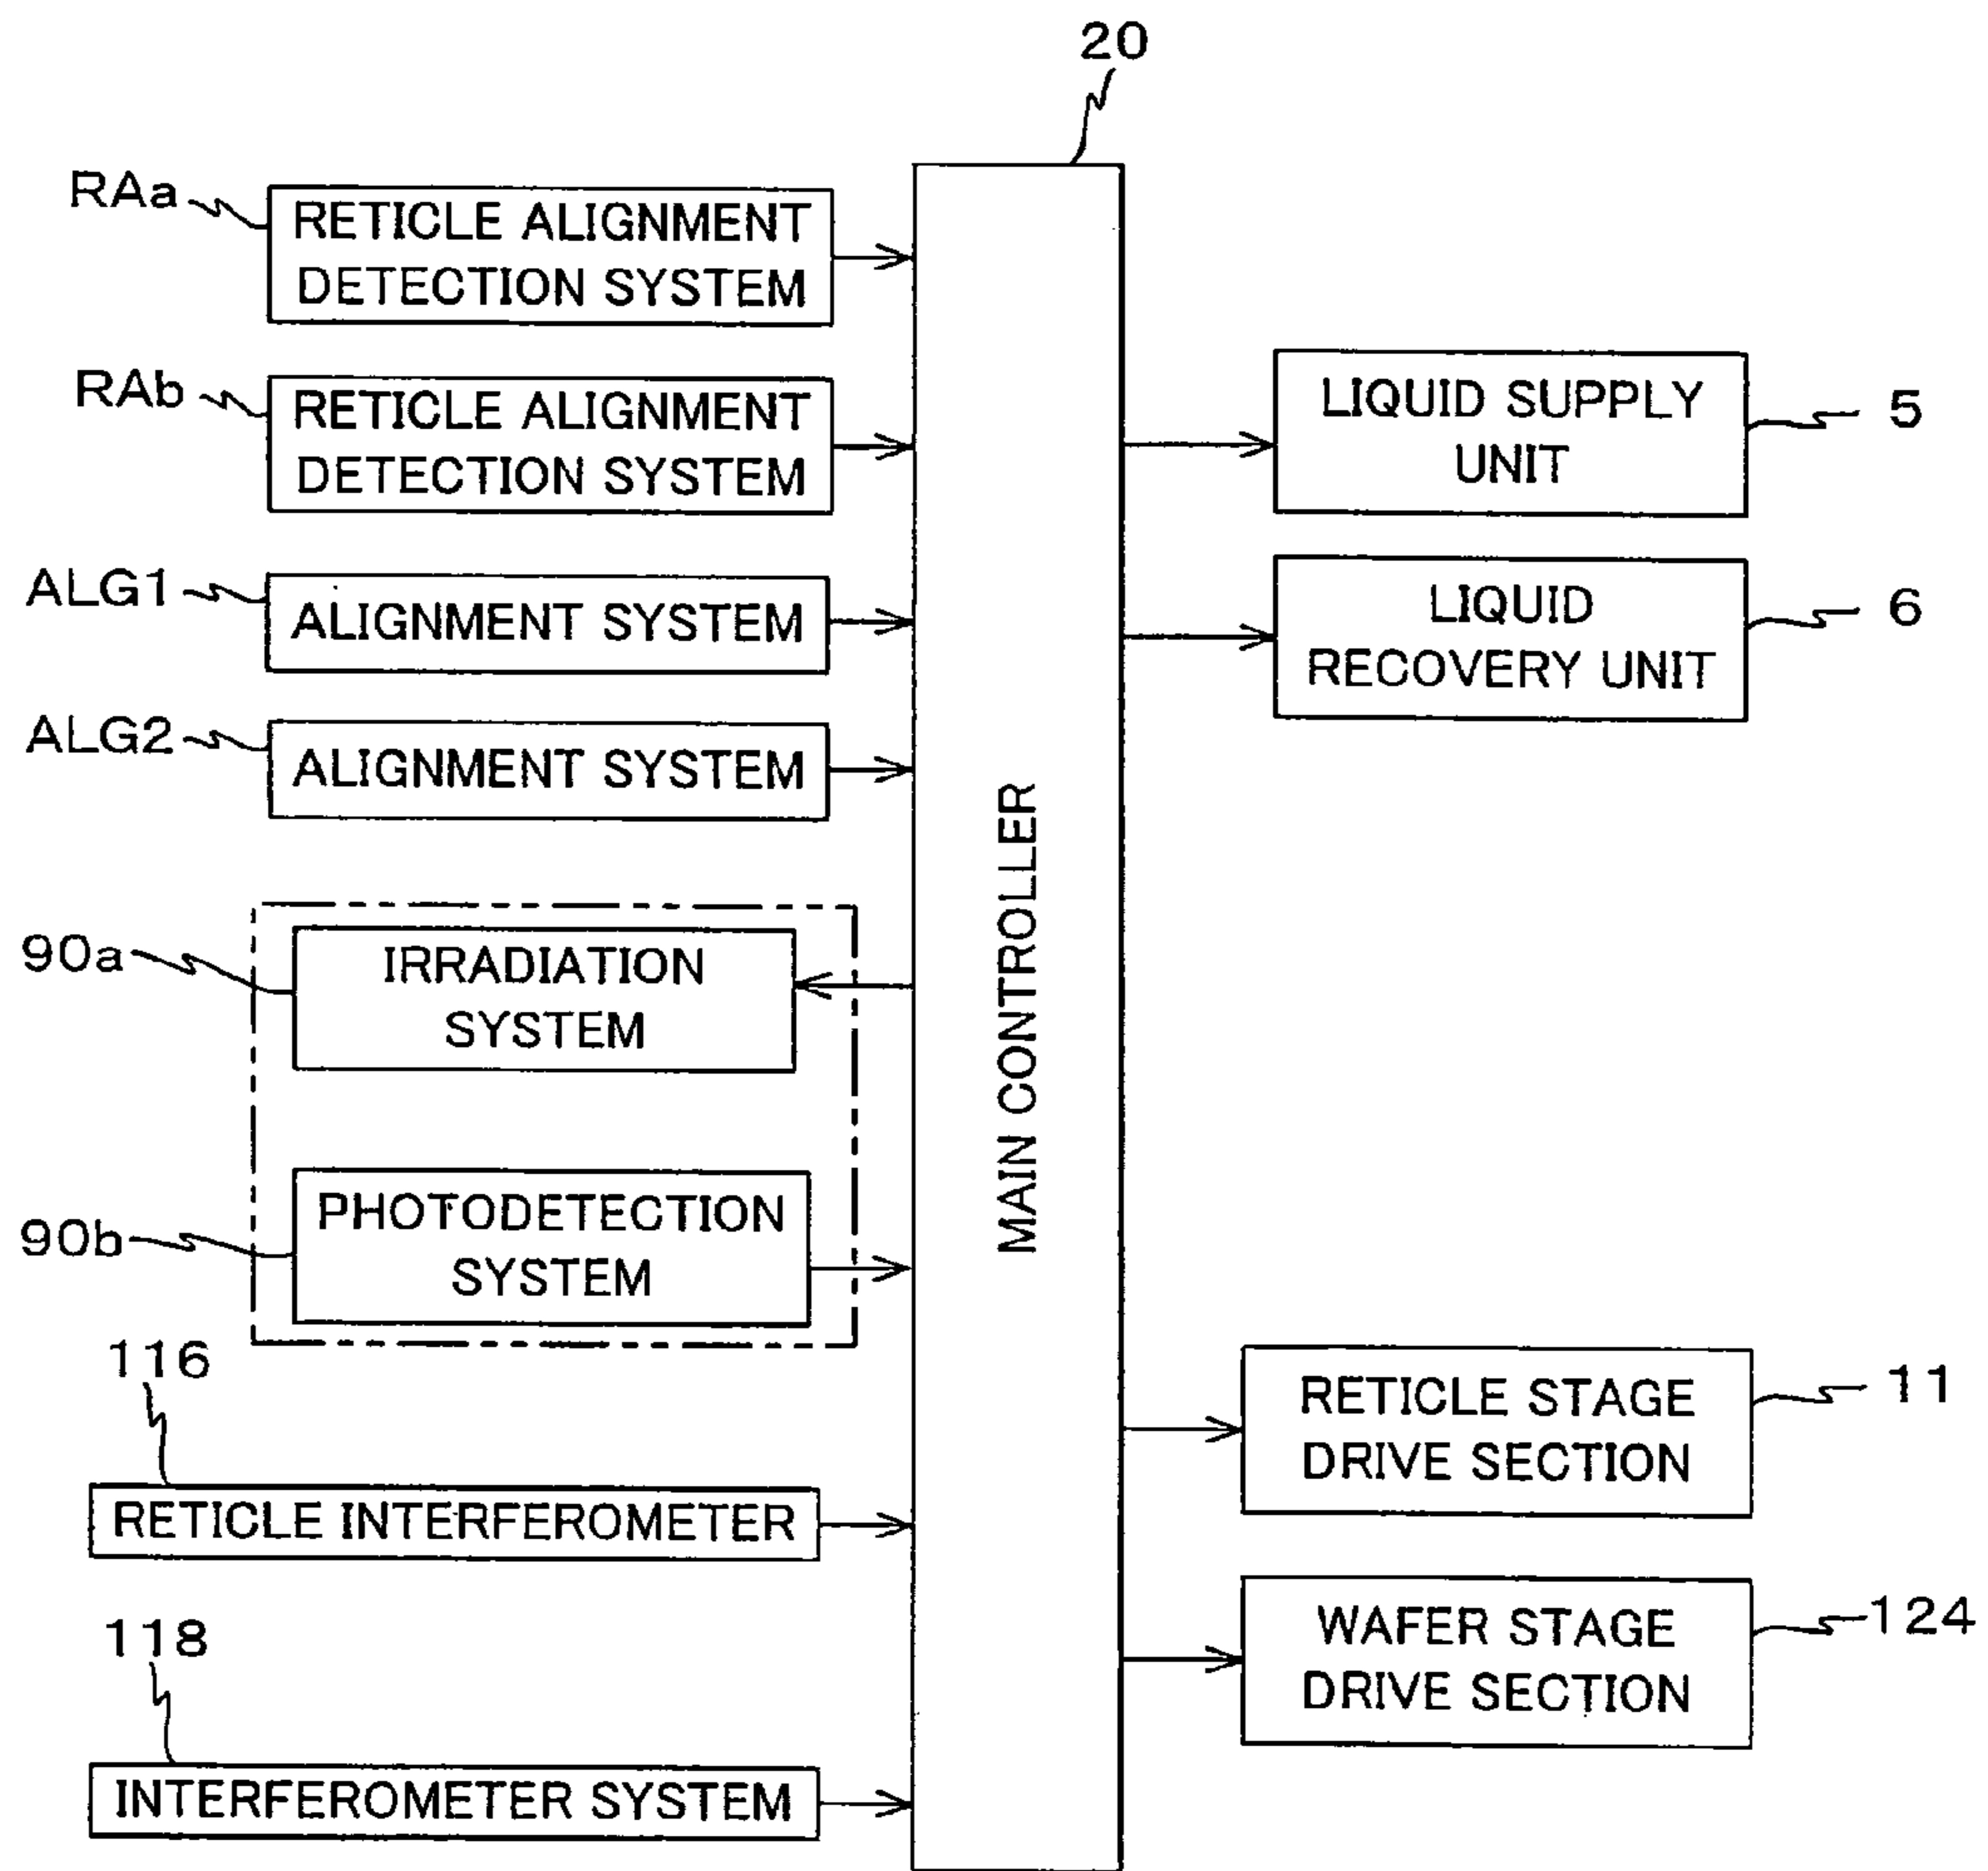 20
RAa
RETICLE ALIGNMENT
DETECTION SYSTEM
RAb
RETICLE ALIGNMENT
DETECTION SYSTEM
ALG1
ALIGNMENT SYSTEM
ALG2
ALIGNMENT SYSTEM
90a
IRRADIATION
SYSTEM
90b
PHOTODETECTION
SYSTEM
116
RETICLE INTERFEROMETER
118
INTERFEROMETER SYSTEM
MAIN CONTROLLER
LIQUID SUPPLY
UNIT
5
LIQUID
RECOVERY UNIT
6
RETICLE STAGE
DRIVE SECTION
11
WAFER STAGE
DRIVE SECTION
124